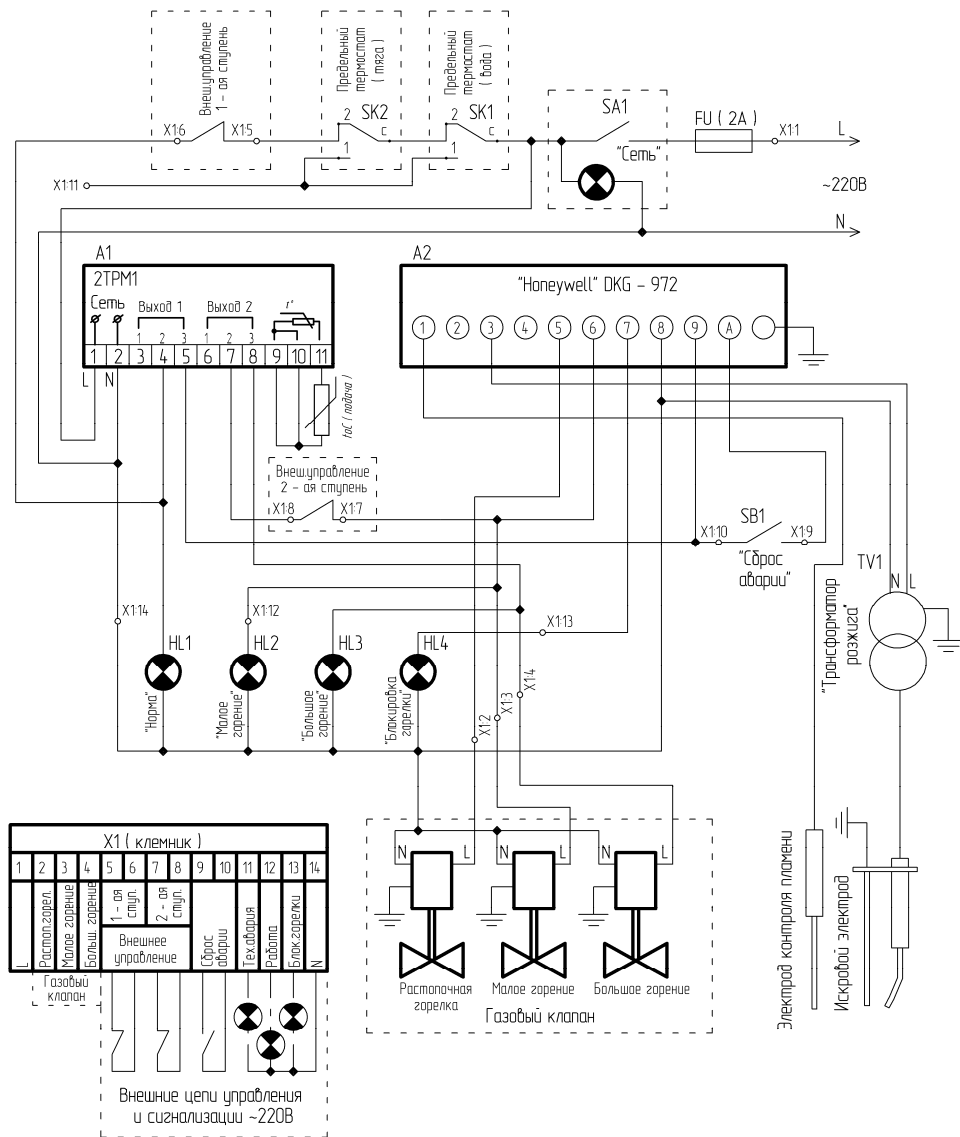 Внеш.управление
1 - ая ступень
Предельный
термостат
( тяга )
Предельный
термостат
( вода )
X1:6
X1:5
2
SK2
c
1
2
SK1
c
1
SA1
"Сеть"
FU ( 2A )
X1:1
L
X1:11
~220В
N
A1
2ТРМ1
Сеть
Выход 1
Выход 2
t°
1 2 3 1 2 3
1 2 3 4 5 6 7 8 9 10 11
L N
t°C ( подача )
A2
"Honeywell" DKG - 972
1 2 3 4 5 6 7 8 9 A
Внеш.управление
2 - ая ступень
X1:8
X1:7
X1:10
SB1
X1:9
"Сброс
аварии"
TV1
N L
"Трансформатор
розжига"
X1:14
X1:12
X1:13
HL1
HL2
HL3
HL4
"Норма"
"Малое
горение"
"Большое
горение"
"Блокировка
горелки"
X1:2
X1:3
X1:4
X1 ( клемник )
1 2 3 4 5 6 7 8 9 10 11 12 13 14
L
Растоп.горел.
Малое горение
Больш. горение
1 - ая
ступ.
2 - ая
ступ.
Внешнее
управление
Сброс
аварии
Тех.авария
Работа
Блок.горелки
N
Газовый
клапан
Внешние цепи управления
и сигнализации ~220В
N L N L N L
Растопочная
горелка
Малое горение
Большое горение
Газовый клапан
Электрод контроля пламени
Искровой электрод